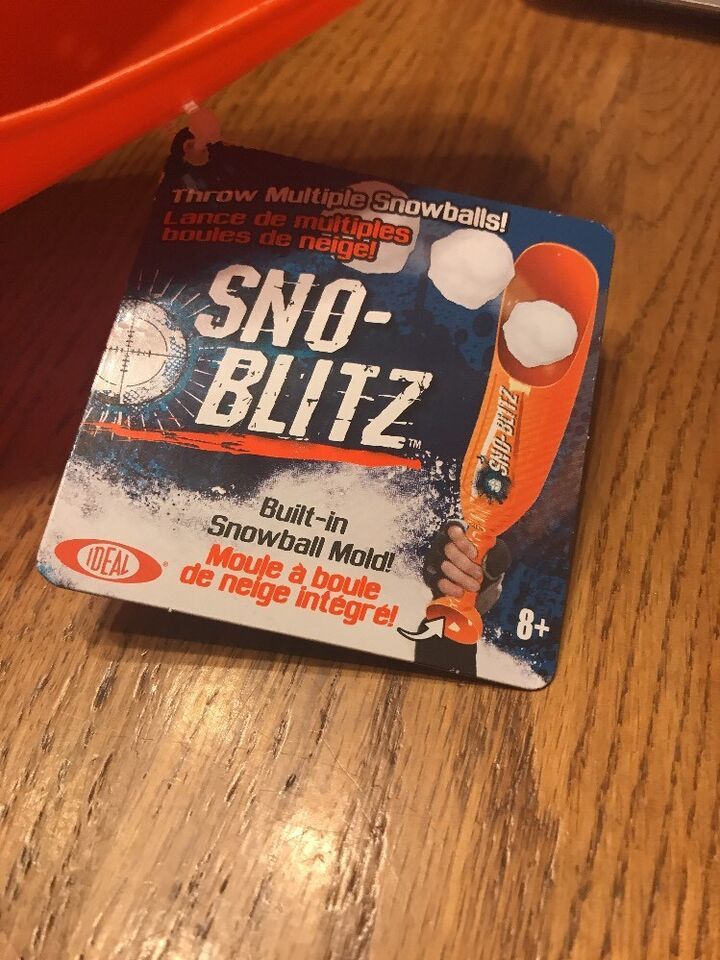 Throw Multiple Snowballs!
Lance de multiples
boules de neige!
SNO-
BLITZ™
SNO-BLITZ
Built-in
Snowball Mold!
Moule à boule
de neige intégré!
IDEAL®
8+